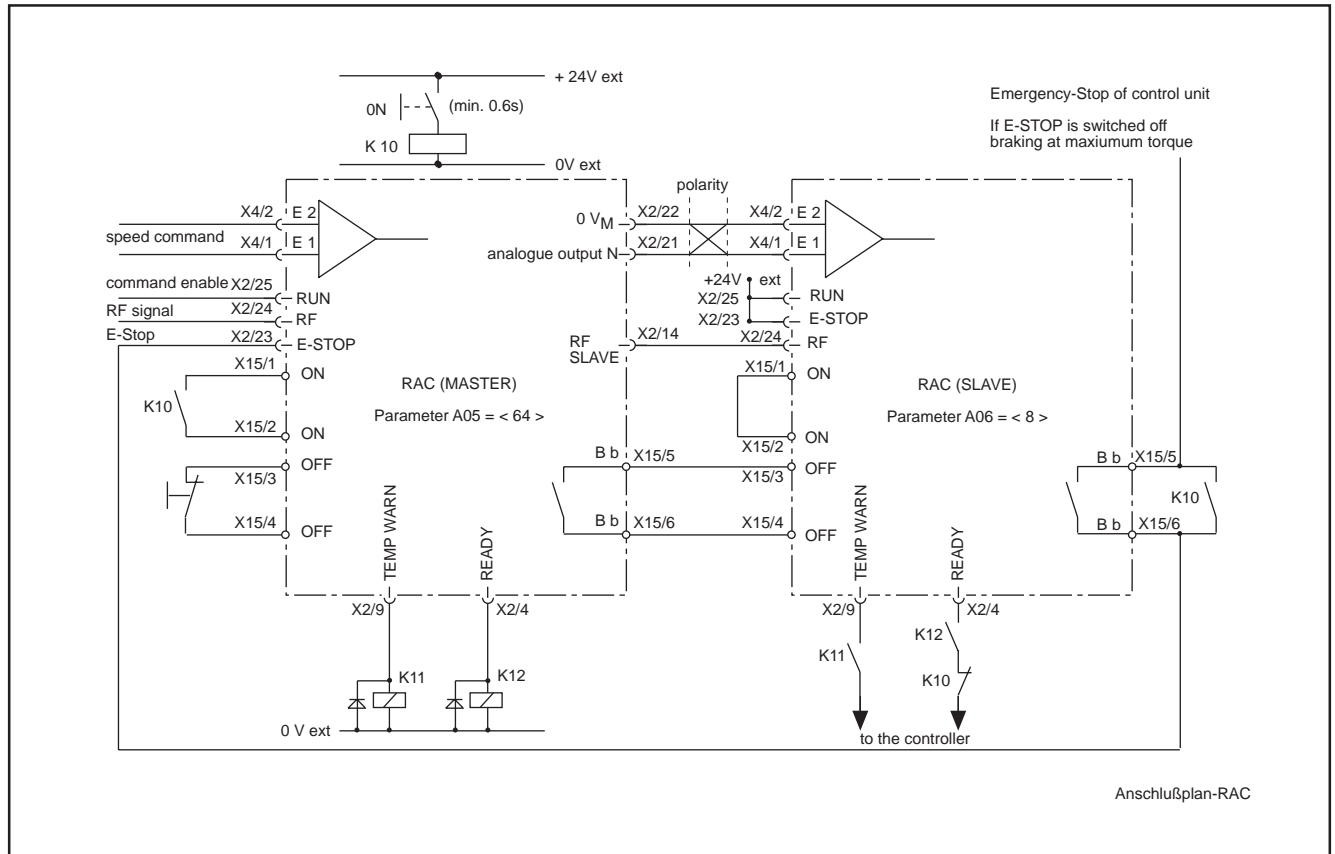 + 24V ext
0N
(min. 0.6s)
K 10
0V ext
Emergency-Stop of control unit
If E-STOP is switched off
braking at maxiumum torque
polarity
X4/2
E 2
speed command
X4/1
E 1
command enable
X2/25
RUN
RF signal
X2/24
RF
E-Stop
X2/23
E-STOP
X15/1
ON
K10
X15/2
ON
OFF
X15/3
X15/4
OFF
RAC (MASTER)
Parameter A05 = < 64 >
0 VM
X2/22
analogue output N
X2/21
RF
SLAVE
X2/14
B b
X15/5
B b
X15/6
TEMP WARN
READY
X2/9
X2/4
K11
K12
0 V ext
X4/2
E 2
X4/1
E 1
+24V
ext
X2/25
RUN
X2/23
E-STOP
X2/24
RF
X15/1
ON
X15/2
ON
OFF
X15/3
X15/4
OFF
RAC (SLAVE)
Parameter A06 = < 8 >
B b
X15/5
K10
B b
X15/6
TEMP WARN
READY
X2/9
X2/4
K11
K12
K10
to the controller
Anschlußplan-RAC